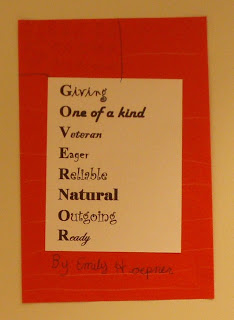 Giving
One of a kind
Veteran
Eager
Reliable
Natural
Outgoing
Ready
By Emily